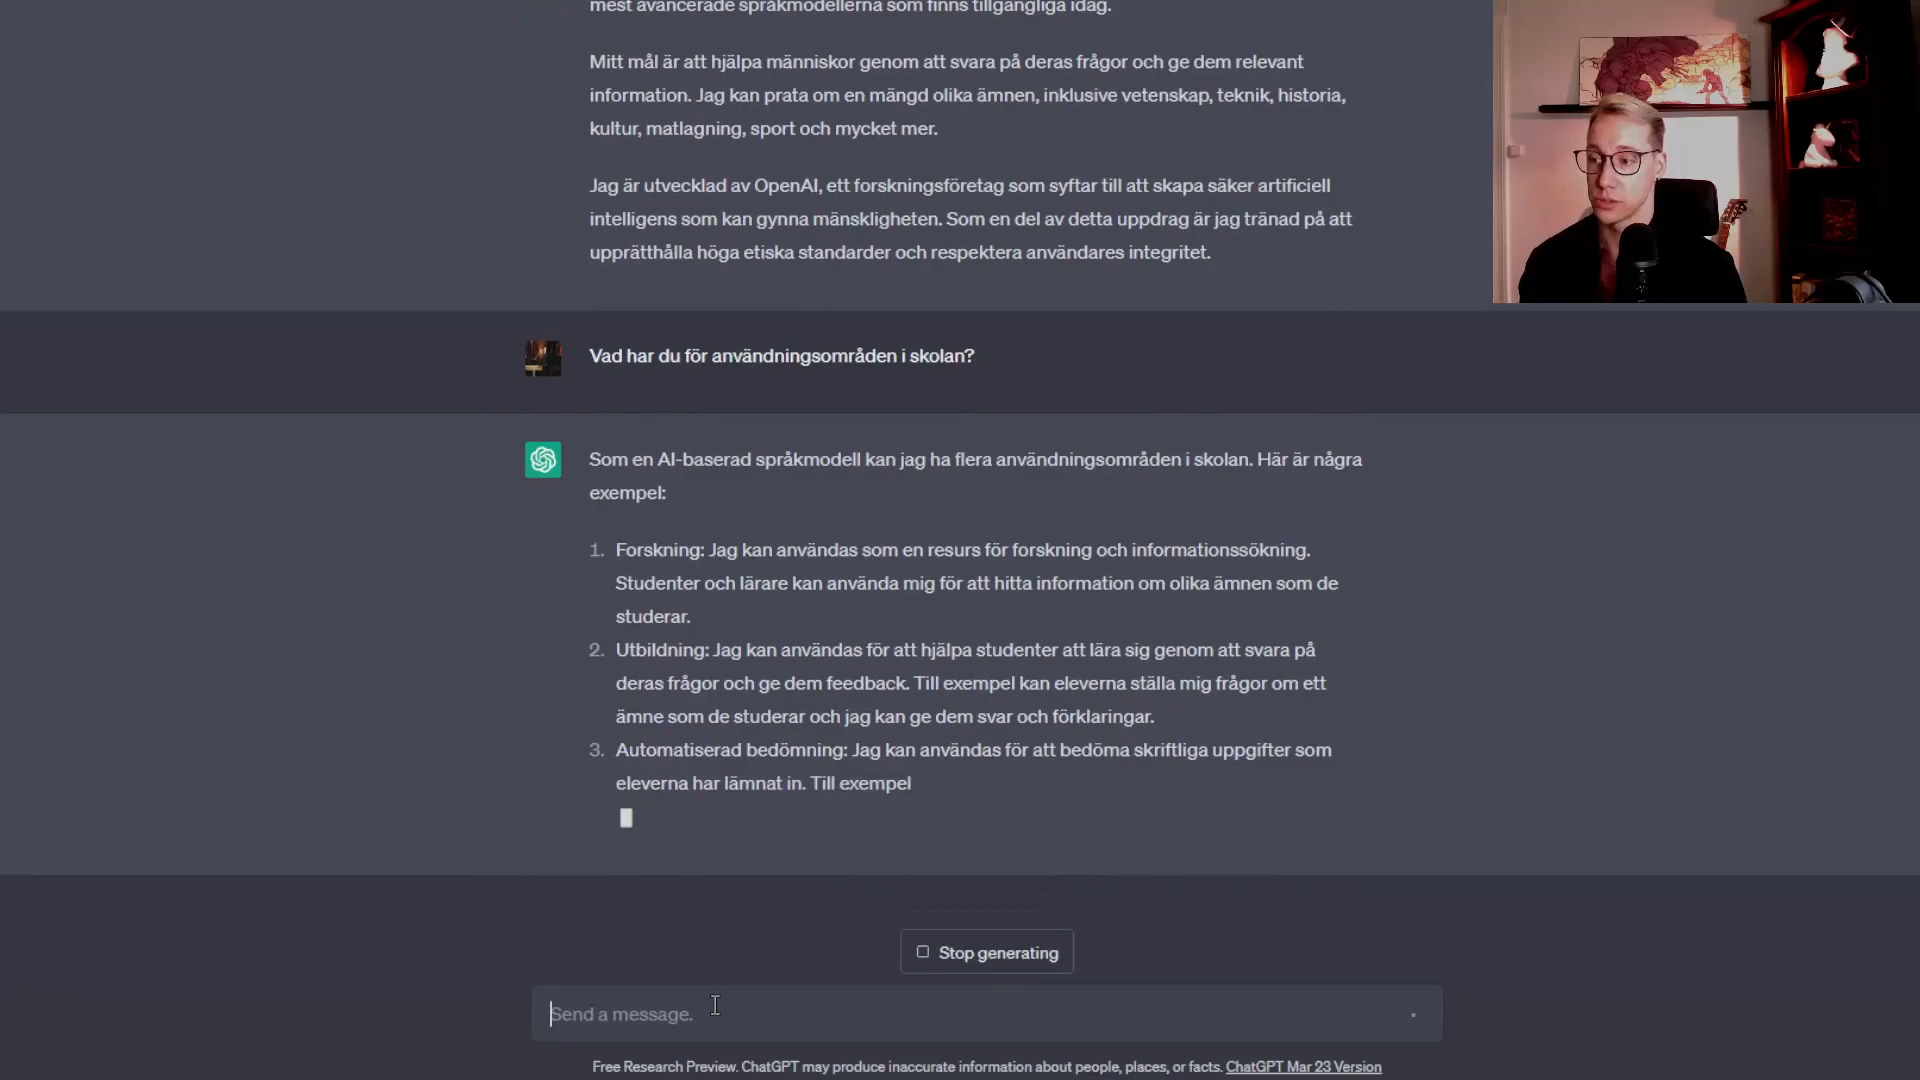 mest avancerade språkmodellerna som finns tillgängliga idag.
Mitt mål är att hjälpa människor genom att svara på deras frågor och ge dem relevant
information. Jag kan prata om en mängd olika ämnen, inklusive vetenskap, teknik, historia,
kultur, matlagning, sport och mycket mer.
Jag är utvecklad av OpenAI, ett forskningsföretag som syftar till att skapa säker artificiell
intelligens som kan gynna mänskligheten. Som en del av detta uppdrag är jag tränad på att
upprätthålla höga etiska standarder och respektera användares integritet.
Vad har du för användningsområden i skolan?
Som en AI-baserad språkmodell kan jag ha flera användningsområden i skolan. Här är några
exempel:
1. Forskning: Jag kan användas som en resurs för forskning och informationssökning.
Studenter och lärare kan använda mig för att hitta information om olika ämnen som de
studerar.
2. Utbildning: Jag kan användas för att hjälpa studenter att lära sig genom att svara på
deras frågor och ge dem feedback. Till exempel kan eleverna ställa mig frågor om ett
ämne som de studerar och jag kan ge dem svar och förklaringar.
3. Automatiserad bedömning: Jag kan användas för att bedöma skriftliga uppgifter som
eleverna har lämnat in. Till exempel
Stop generating
Send a message.
Free Research Preview. ChatGPT may produce inaccurate information about people, places, or facts. ChatGPT Mar 23 Version